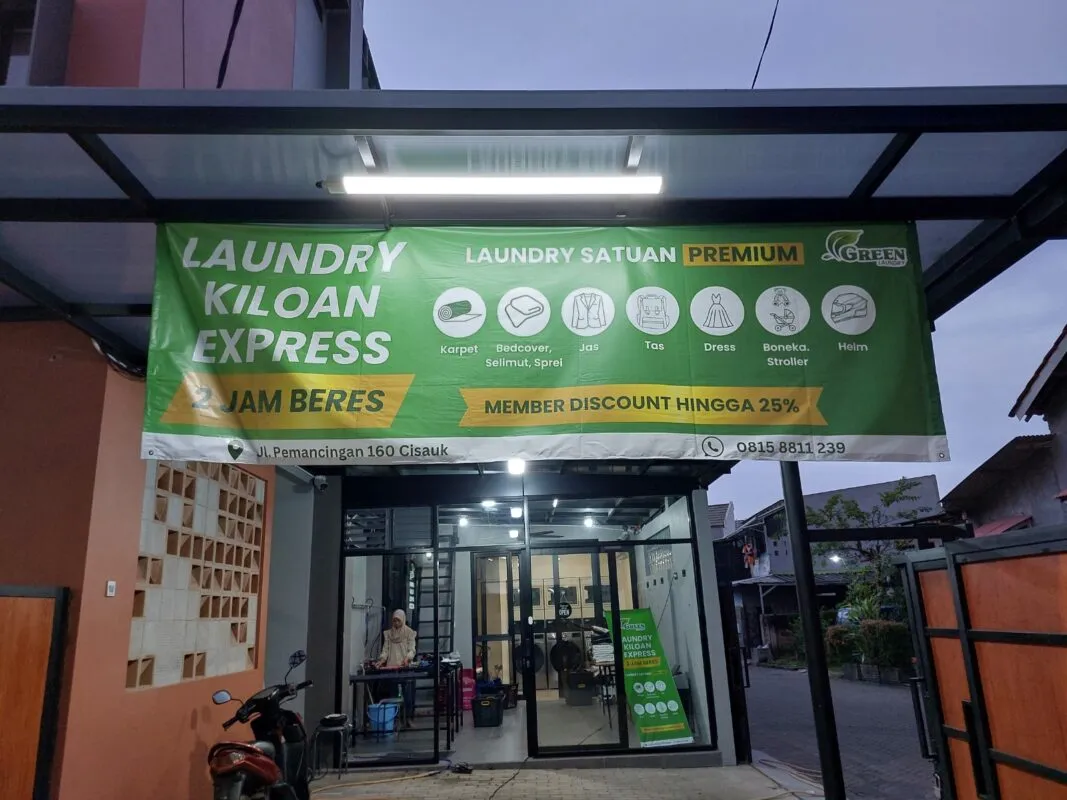 LAUNDRY
KILOAN
EXPRESS
2 JAM BERES
LAUNDRY SATUAN PREMIUM
GREEN
LAUNDRY
Karpet
Bedcover,
Selimut, Sprei
Jas
Tas
Dress
Boneka.
Stroller
Helm
MEMBER DISCOUNT HINGGA 25%
Jl. Pemancingan 160 Cisauk
0815 8811 239
OPEN
GREEN
LAUNDRY
KILOAN
EXPRESS
2 JAM BERES